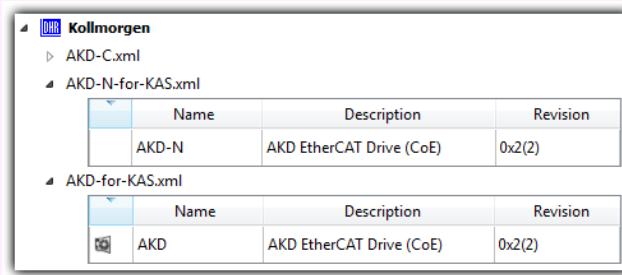 DHR Kollmorgen
AKD-C.xml
AKD-N-for-KAS.xml
Name Description Revision
AKD-N AKD EtherCAT Drive (CoE) 0x2(2)
AKD-for-KAS.xml
Name Description Revision
AKD AKD EtherCAT Drive (CoE) 0x2(2)